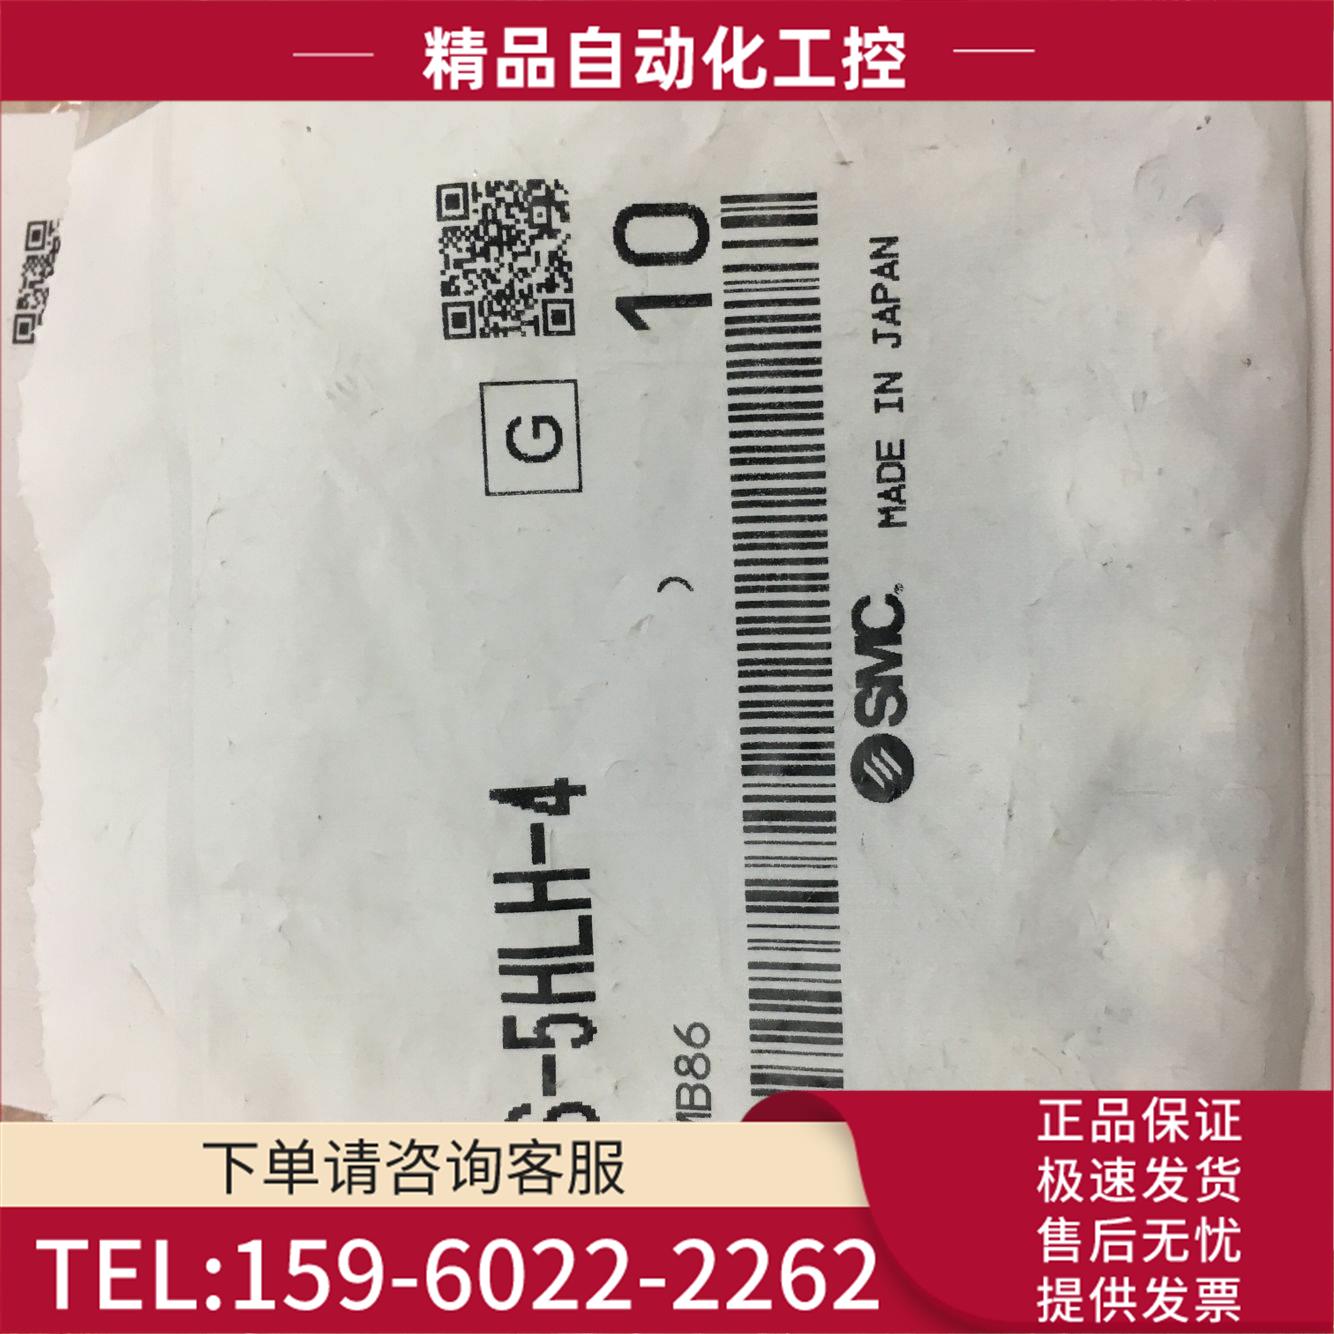 精品自动化工控
10
G
MADE IN JAPAN
SMC
-5HLH-4
B86
下单请咨询客服
TEL:159-6022-2262
正品保证
极速发货
售后无忧
提供发票